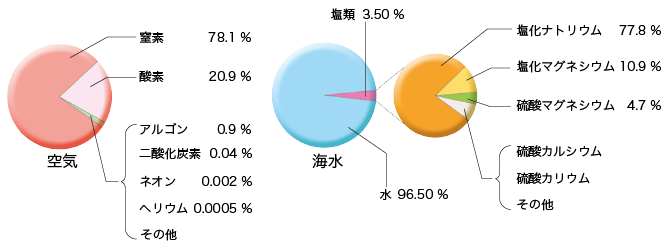 窒素 78.1 %
酸素 20.9 %
アルゴン 0.9 %
二酸化炭素 0.04 %
ネオン 0.002 %
ヘリウム 0.0005 %
その他
空気
塩類 3.50 %
水 96.50 %
海水
塩化ナトリウム 77.8 %
塩化マグネシウム 10.9 %
硫酸マグネシウム 4.7 %
硫酸カルシウム
硫酸カリウム
その他